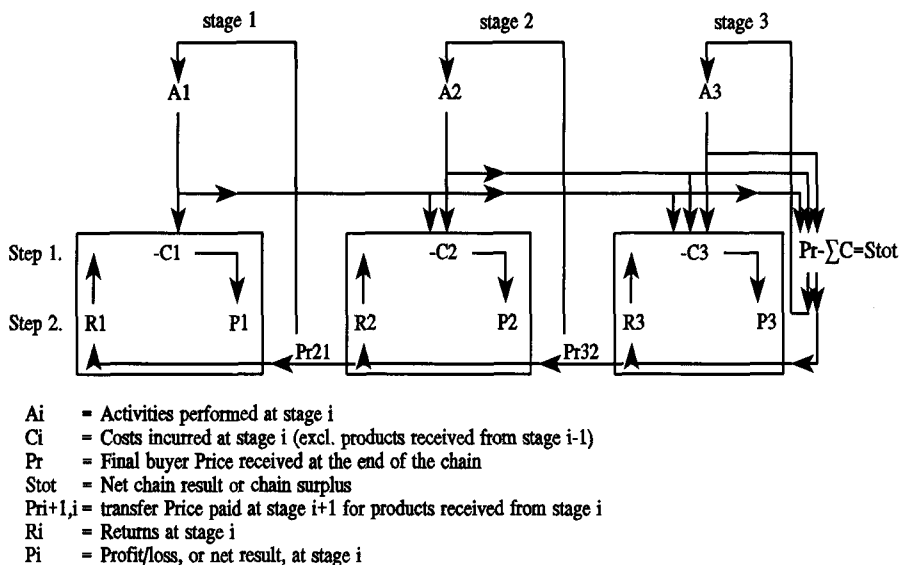 stage 1 stage 2 stage 3
A1 A2 A3
Step 1. -C1 -C2 -C3 Pr-∑C=Stot
Step 2. R1 P1 R2 P2 R3 P3
Pr21 Pr32
Ai = Activities performed at stage i
Ci = Costs incurred at stage i (excl. products received from stage i-1)
Pr = Final buyer Price received at the end of the chain
Stot = Net chain result or chain surplus
Pri+1,i = transfer Price paid at stage i+1 for products received from stage i
Ri = Returns at stage i
Pi = Profit/loss, or net result, at stage i